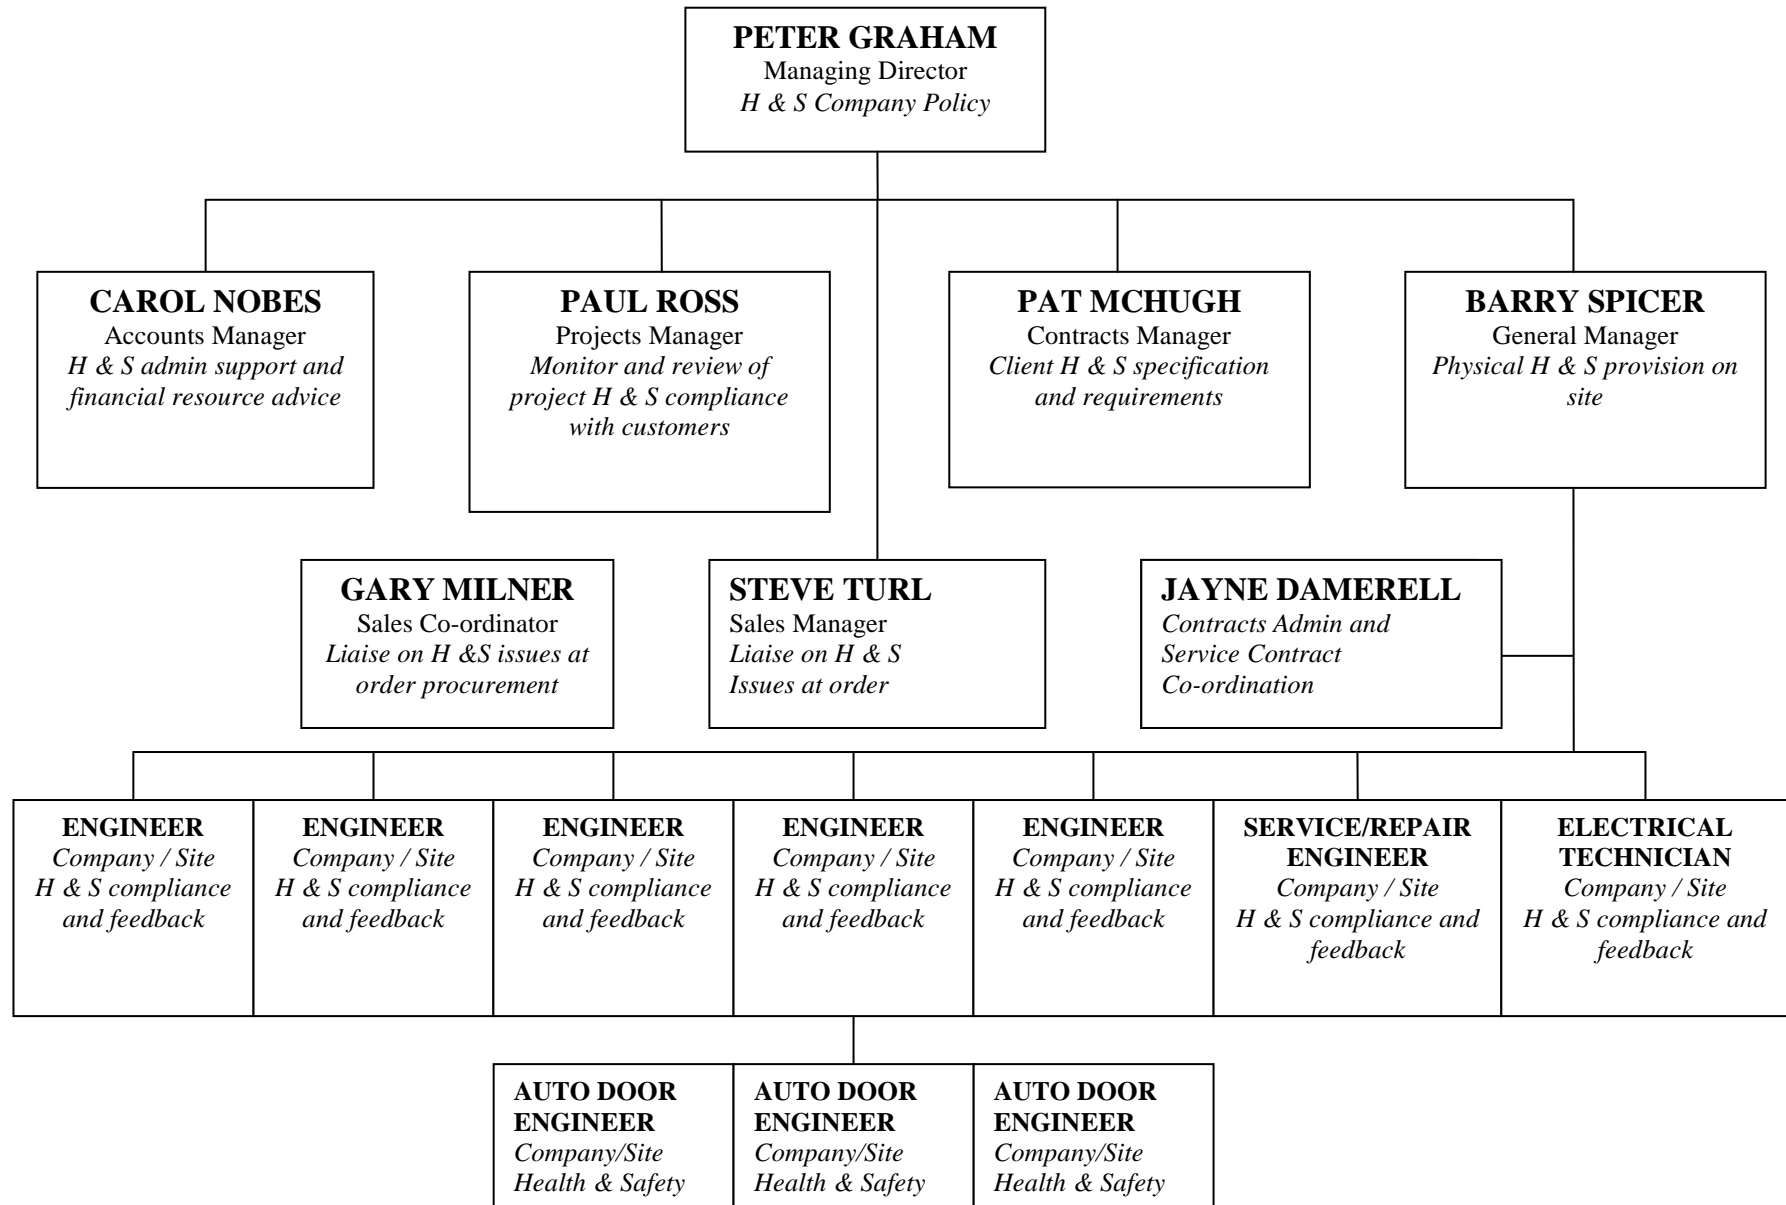 PETER GRAHAM
Managing Director
H & S Company Policy
CAROL NOBES
Accounts Manager
H & S admin support and
financial resource advice
PAUL ROSS
Projects Manager
Monitor and review of
project H & S compliance
with customers
PAT MCHUGH
Contracts Manager
Client H & S specification
and requirements
BARRY SPICER
General Manager
Physical H & S provision on
site
GARY MILNER
Sales Co-ordinator
Liaise on H &S issues at
order procurement
STEVE TURL
Sales Manager
Liaise on H & S
Issues at order
JAYNE DAMERELL
Contracts Admin and
Service Contract
Co-ordination
ENGINEER
Company / Site
H & S compliance
and feedback
ENGINEER
Company / Site
H & S compliance
and feedback
ENGINEER
Company / Site
H & S compliance
and feedback
ENGINEER
Company / Site
H & S compliance
and feedback
ENGINEER
Company / Site
H & S compliance
and feedback
SERVICE/REPAIR
ENGINEER
Company / Site
H & S compliance and
feedback
ELECTRICAL
TECHNICIAN
Company / Site
H & S compliance and
feedback
AUTO DOOR
ENGINEER
Company/Site
Health & Safety
AUTO DOOR
ENGINEER
Company/Site
Health & Safety
AUTO DOOR
ENGINEER
Company/Site
Health & Safety